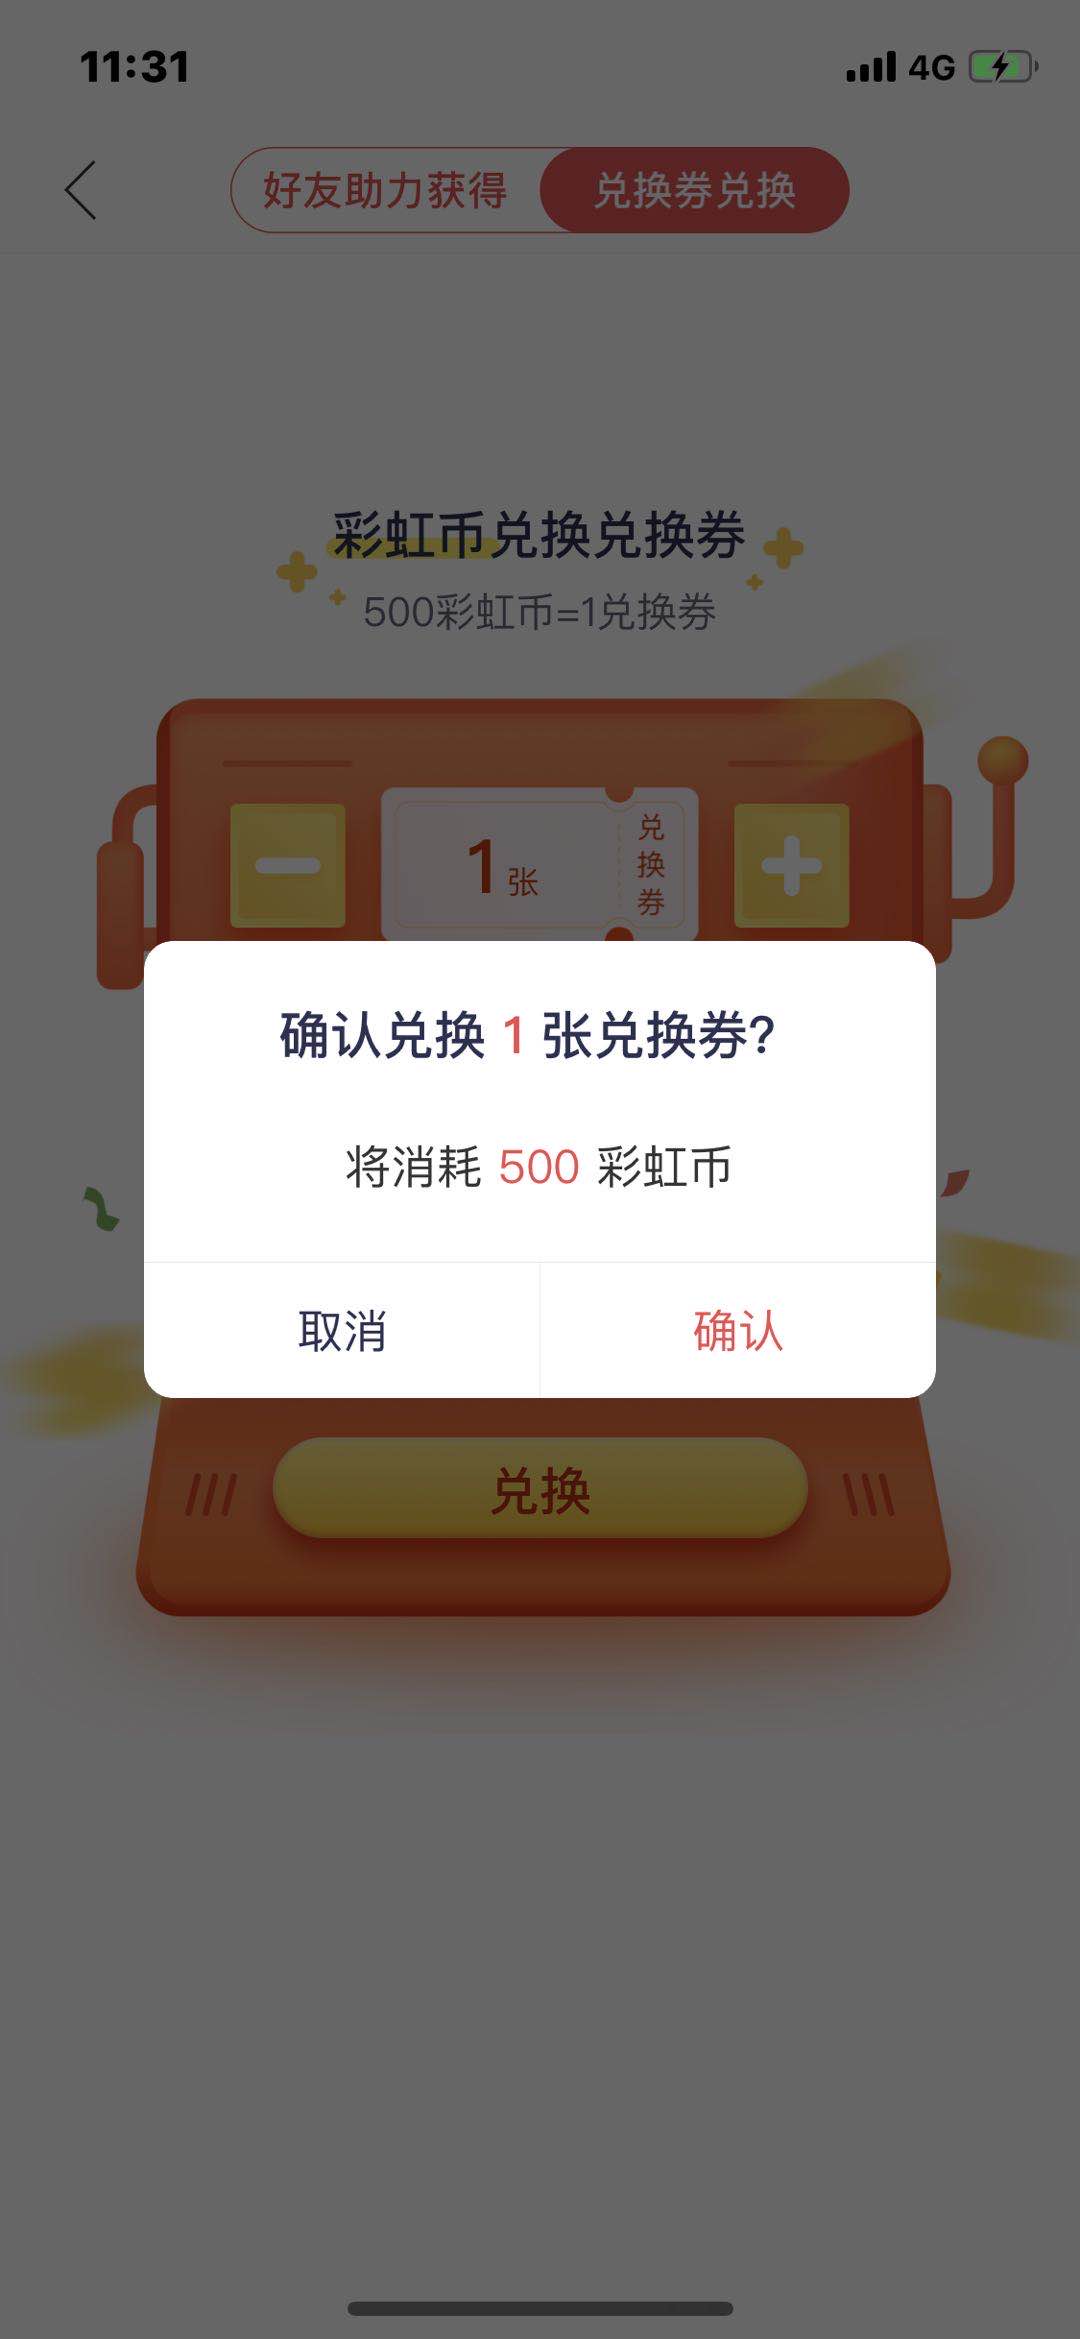 11:31
4G
好友助力获得
兑换券兑换
彩虹币兑换兑换券
500彩虹币=1兑换券
1张
兑换券
确认兑换 1 张兑换券?
将消耗 500 彩虹币
取消
确认
兑换